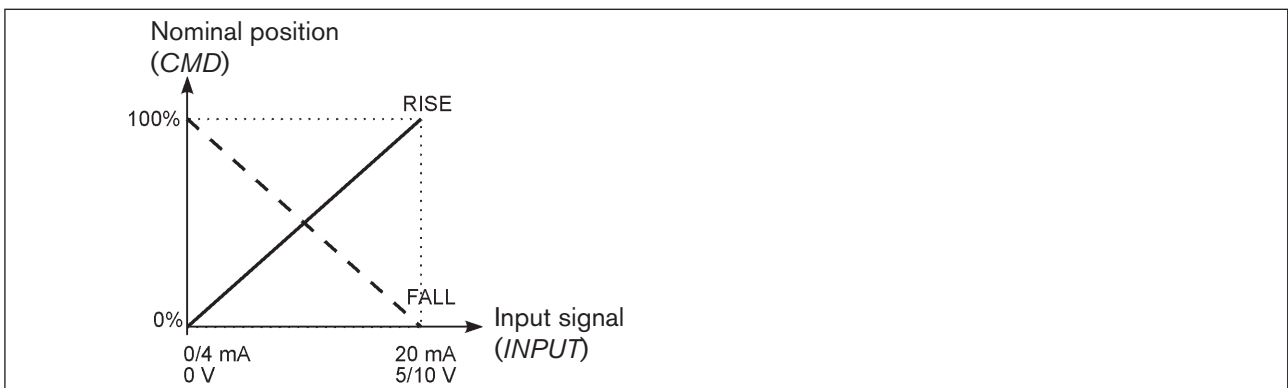 Nominal position
(CMD)
100%
RISE
FALL
0%
Input signal
(INPUT)
0/4 mA
0 V
20 mA
5/10 V